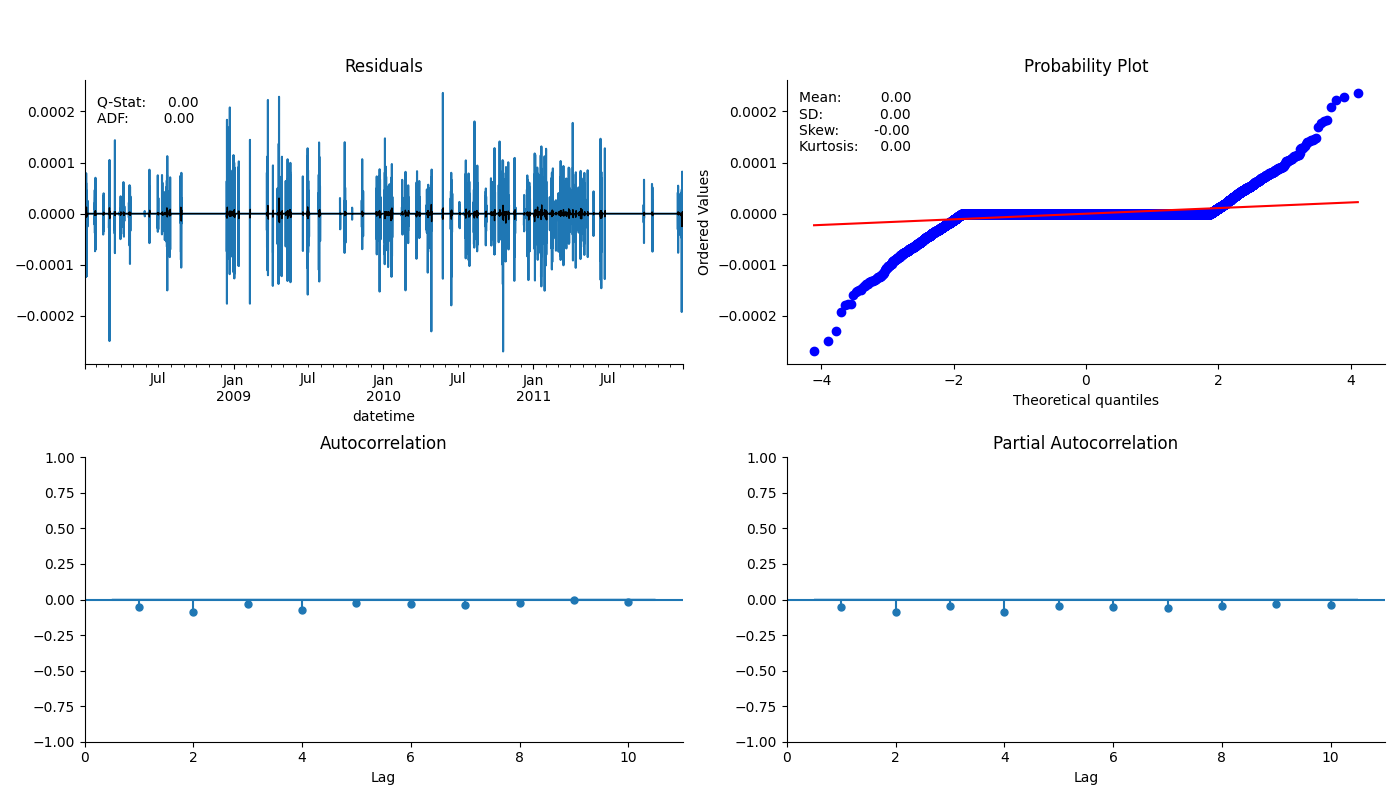 Residuals
Q-Stat: 0.00
ADF: 0.00
0.0002
0.0001
0.0000
−0.0001
−0.0002
Jul Jan Jul Jan Jul Jan Jul
2009 2010 2011
datetime
Probability Plot
Mean: 0.00
SD: 0.00
Skew: -0.00
Kurtosis: 0.00
Ordered Values
0.0002
0.0001
0.0000
−0.0001
−0.0002
−4 −2 0 2 4
Theoretical quantiles
Autocorrelation
1.00
0.75
0.50
0.25
0.00
−0.25
−0.50
−0.75
−1.00
0 2 4 6 8 10
Lag
Partial Autocorrelation
1.00
0.75
0.50
0.25
0.00
−0.25
−0.50
−0.75
−1.00
0 2 4 6 8 10
Lag